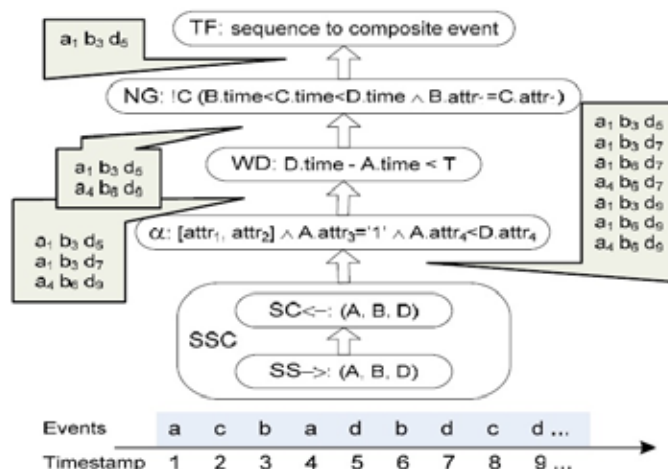 TF: sequence to composite event
a₁ b₃ d₅
NG: !C (B.time<C.time<D.time ∧ B.attr-=C.attr-)
a₁ b₃ d₅
a₄ b₆ d₉
WD: D.time - A.time < T
a₁ b₃ d₅
a₁ b₃ d₇
a₁ b₆ d₇
a₄ b₆ d₇
a₁ b₃ d₉
a₁ b₆ d₉
a₄ b₆ d₉
a₁ b₃ d₅
a₁ b₃ d₇
a₄ b₆ d₉
α: [attr₁, attr₂] ∧ A.attr₃='1' ∧ A.attr₄<D.attr₄
SC<–: (A, B, D)
SSC
SS–>: (A, B, D)
Events a c b a d b d c d ...
Timestamp 1 2 3 4 5 6 7 8 9 ...